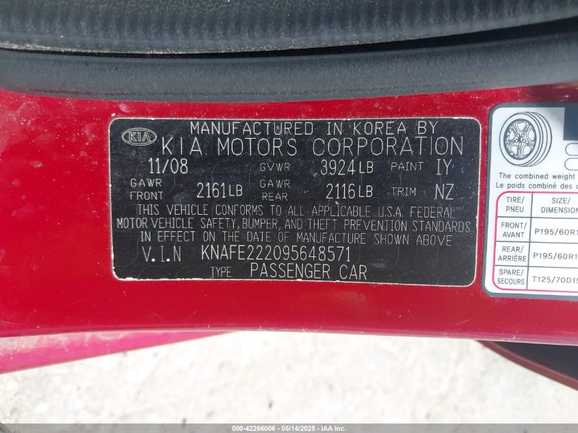 MANUFACTURED IN KOREA BY
KIA KIA MOTORS CORPORATION
11/08 GVWR 3924LB PAINT IY
GAWR FRONT 2161LB GAWR REAR 2116LB TRIM NZ
THIS VEHICLE CONFORMS TO ALL APPLICABLE U.S.A. FEDERAL
MOTOR VEHICLE SAFETY, BUMPER, AND THEFT PREVENTION STANDARDS
IN EFFECT ON THE DATE OF MANUFACTURE SHOWN ABOVE
V.I.N KNAFE222095648571
TYPE PASSENGER CAR
The combined weight
Le poids combiné des
TIRE/ SIZE/
PNEU DIMENSION
FRONT/
AVANT P195/60R1
REAR/
ARRIÈRE P195/60R1
SPARE/
SECOURS T125/70D15
000-42266006 - 05/14/2025 - IAAI.COM